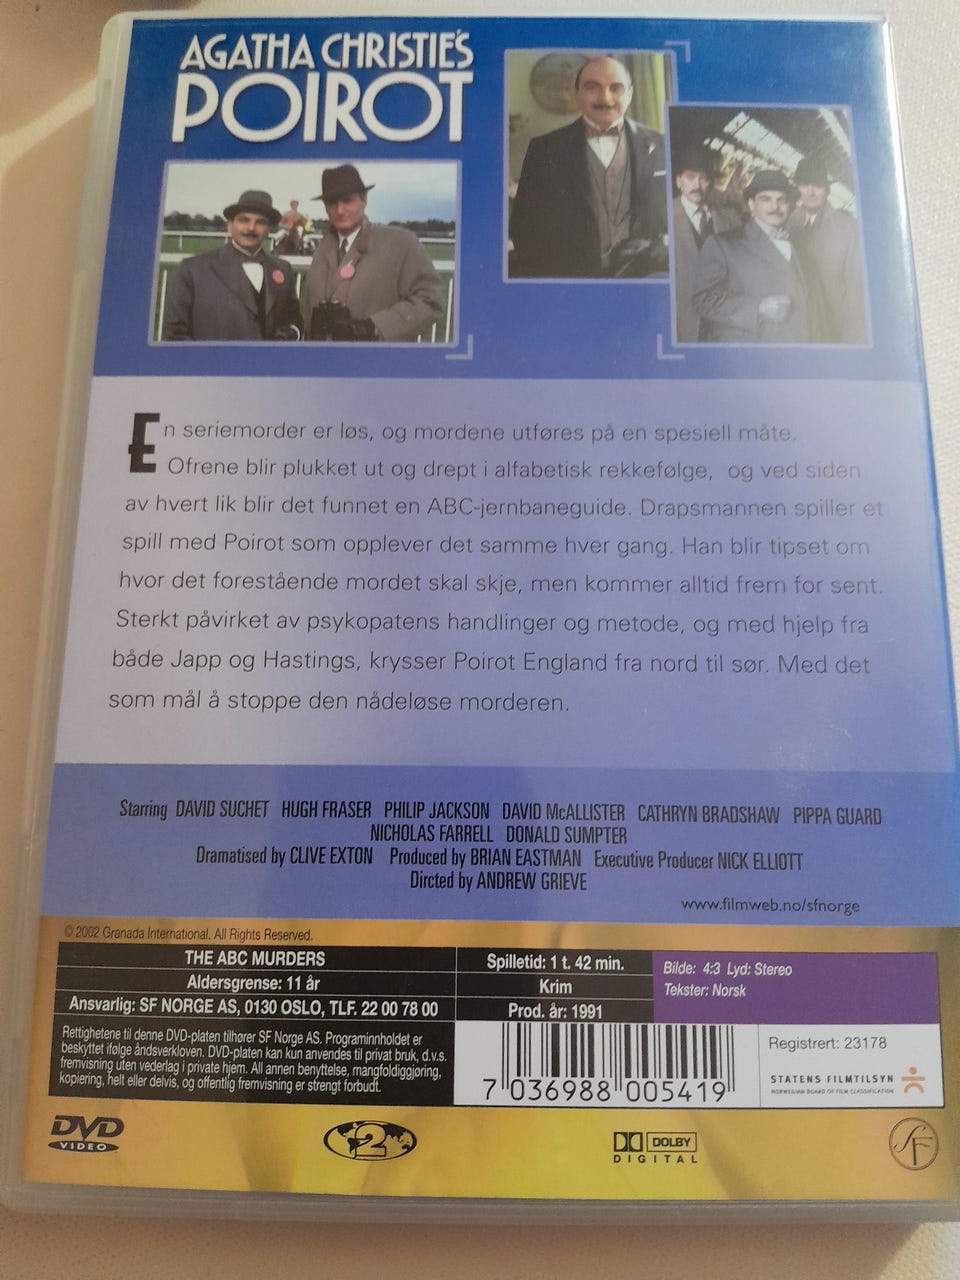 AGATHA CHRISTIE'S
POIROT
En seriemorder er løs, og mordene utføres på en spesiell måte.
Ofrene blir plukket ut og drept i alfabetisk rekkefølge, og ved siden
av hvert lik blir det funnet en ABC-jernbaneguide. Drapsmannen spiller et
spill med Poirot som opplever det samme hver gang. Han blir tipset om
hvor det forestående mordet skal skje, men kommer alltid frem for sent.
Sterkt påvirket av psykopatens handlinger og metode, og med hjelp fra
både Japp og Hastings, krysser Poirot England fra nord til sør. Med det
som mål å stoppe den nådeløse morderen.
Starring DAVID SUCHET HUGH FRASER PHILIP JACKSON DAVID McALLISTER CATHRYN BRADSHAW PIPPA GUARD
NICHOLAS FARRELL DONALD SUMPTER
Dramatised by CLIVE EXTON Produced by BRIAN EASTMAN Executive Producer NICK ELLIOTT
Dircted by ANDREW GRIEVE
www.filmweb.no/sfnorge
© 2002 Granada International. All Rights Reserved.
THE ABC MURDERS
Aldersgrense: 11 år
Ansvarlig: SF NORGE AS, 0130 OSLO, TLF. 22 00 78 00
Spilletid: 1 t. 42 min.
Krim
Prod. år: 1991
Bilde: 4:3 Lyd: Stereo
Tekster: Norsk
Rettighetene til denne DVD-platen tilhører SF Norge AS. Programinnholdet er
beskyttet ifølge åndsverkloven. DVD-platen kan kun anvendes til privat bruk, d.v.s.
fremvisning uten vederlag i private hjem. All annen benyttelse, mangfoldiggjøring,
kopiering, helt eller delvis, og offentlig fremvisning er strengt forbudt.
7 036988 005419
Registrert: 23178
STATENS FILMTILSYN
NORWEGIAN BOARD OF FILM CLASSIFICATION
DVD
VIDEO
2
DOLBY
DIGITAL
SF